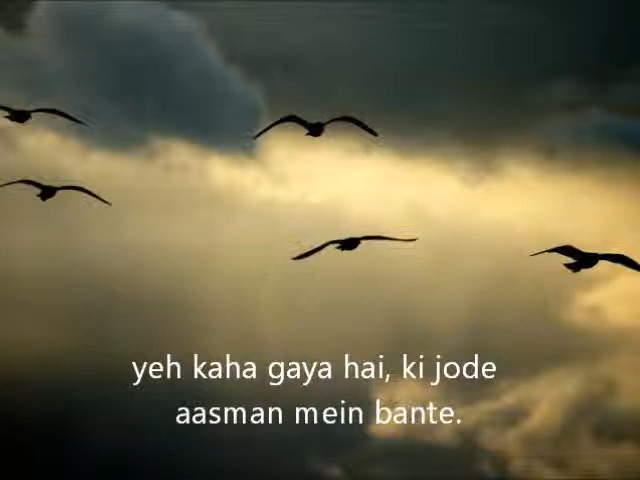 yeh kaha gaya hai, ki jode
aasman mein bante.